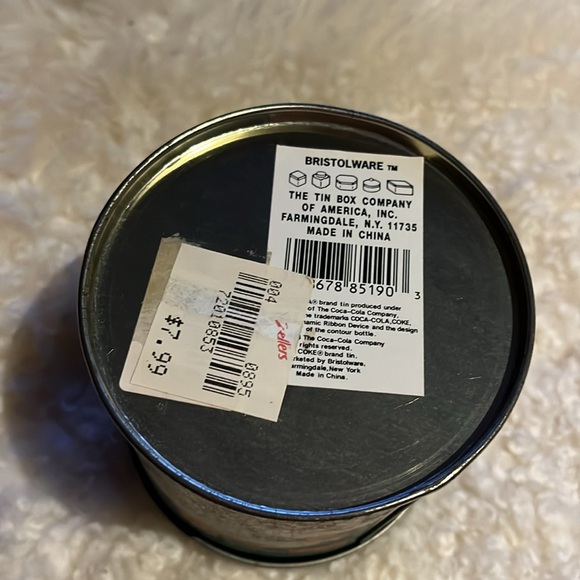 BRISTOLWARE TM
THE TIN BOX COMPANY
OF AMERICA, INC.
FARMINGDALE, N.Y. 11735
MADE IN CHINA
678 85190 3
® brand tin produced under
of The Coca-Cola Company,
trademarks COCA-COLA,COKE,
Ribbon Device and the design
of the contour bottle.
The Coca-Cola Company
rights reserved.
COKE® brand tin.
by Bristolware.
New York
Made in China.
Zellers
004 0895
72010853
$7.99